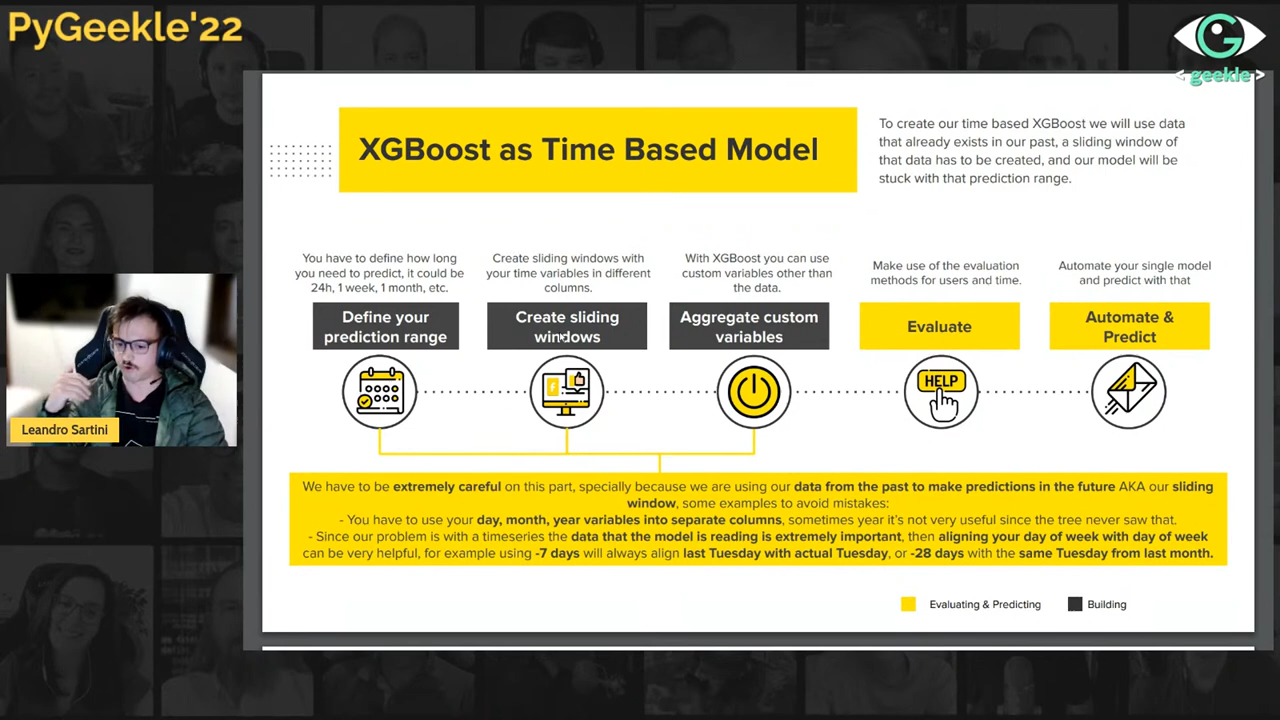 PyGeekle'22
G
< geekle >
XGBoost as Time Based Model
To create our time based XGBoost we will use data
that already exists in our past, a sliding window of
that data has to be created, and our model will be
stuck with that prediction range.
You have to define how long
you need to predict, it could be
24h, 1 week, 1 month, etc.
Define your
prediction range
Create sliding windows with
your time variables in different
columns.
Create sliding
windows
With XGBoost you can use
custom variables other than
the data.
Aggregate custom
variables
Make use of the evaluation
methods for users and time.
Evaluate
HELP
Automate your single model
and predict with that
Automate &
Predict
Leandro Sartini
We have to be extremely careful on this part, specially because we are using our data from the past to make predictions in the future AKA our sliding
window, some examples to avoid mistakes:
- You have to use your day, month, year variables into separate columns, sometimes year it's not very useful since the tree never saw that.
- Since our problem is with a timeseries the data that the model is reading is extremely important, then aligning your day of week with day of week
can be very helpful, for example using -7 days will always align last Tuesday with actual Tuesday, or -28 days with the same Tuesday from last month.
Evaluating & Predicting
Building